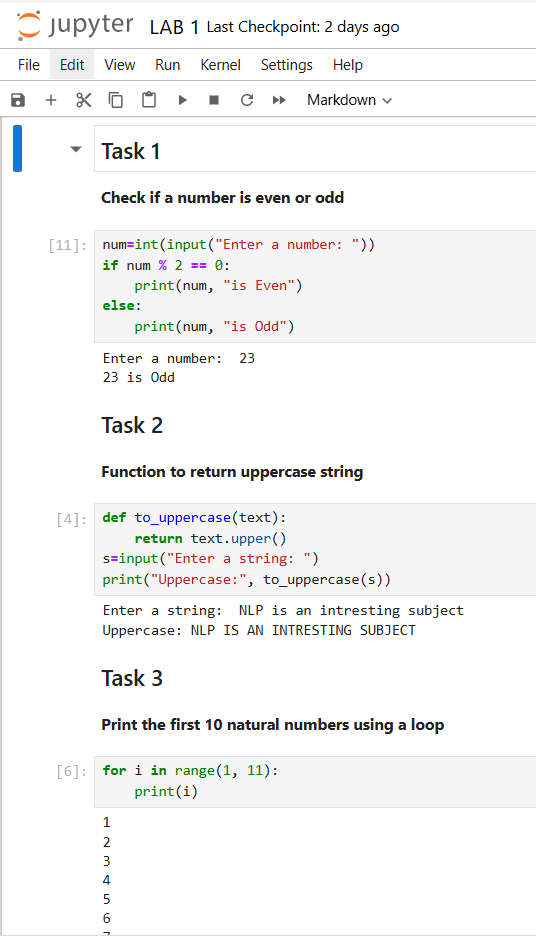 jupyter LAB 1 Last Checkpoint: 2 days ago
File Edit View Run Kernel Settings Help
Markdown
Task 1
Check if a number is even or odd
[11]: num=int(input("Enter a number: "))
if num % 2 == 0:
    print(num, "is Even")
else:
    print(num, "is Odd")
Enter a number:  23
23 is Odd
Task 2
Function to return uppercase string
[4]: def to_uppercase(text):
    return text.upper()
s=input("Enter a string: ")
print("Uppercase:", to_uppercase(s))
Enter a string:  NLP is an intresting subject
Uppercase: NLP IS AN INTRESTING SUBJECT
Task 3
Print the first 10 natural numbers using a loop
[6]: for i in range(1, 11):
    print(i)
1
2
3
4
5
6